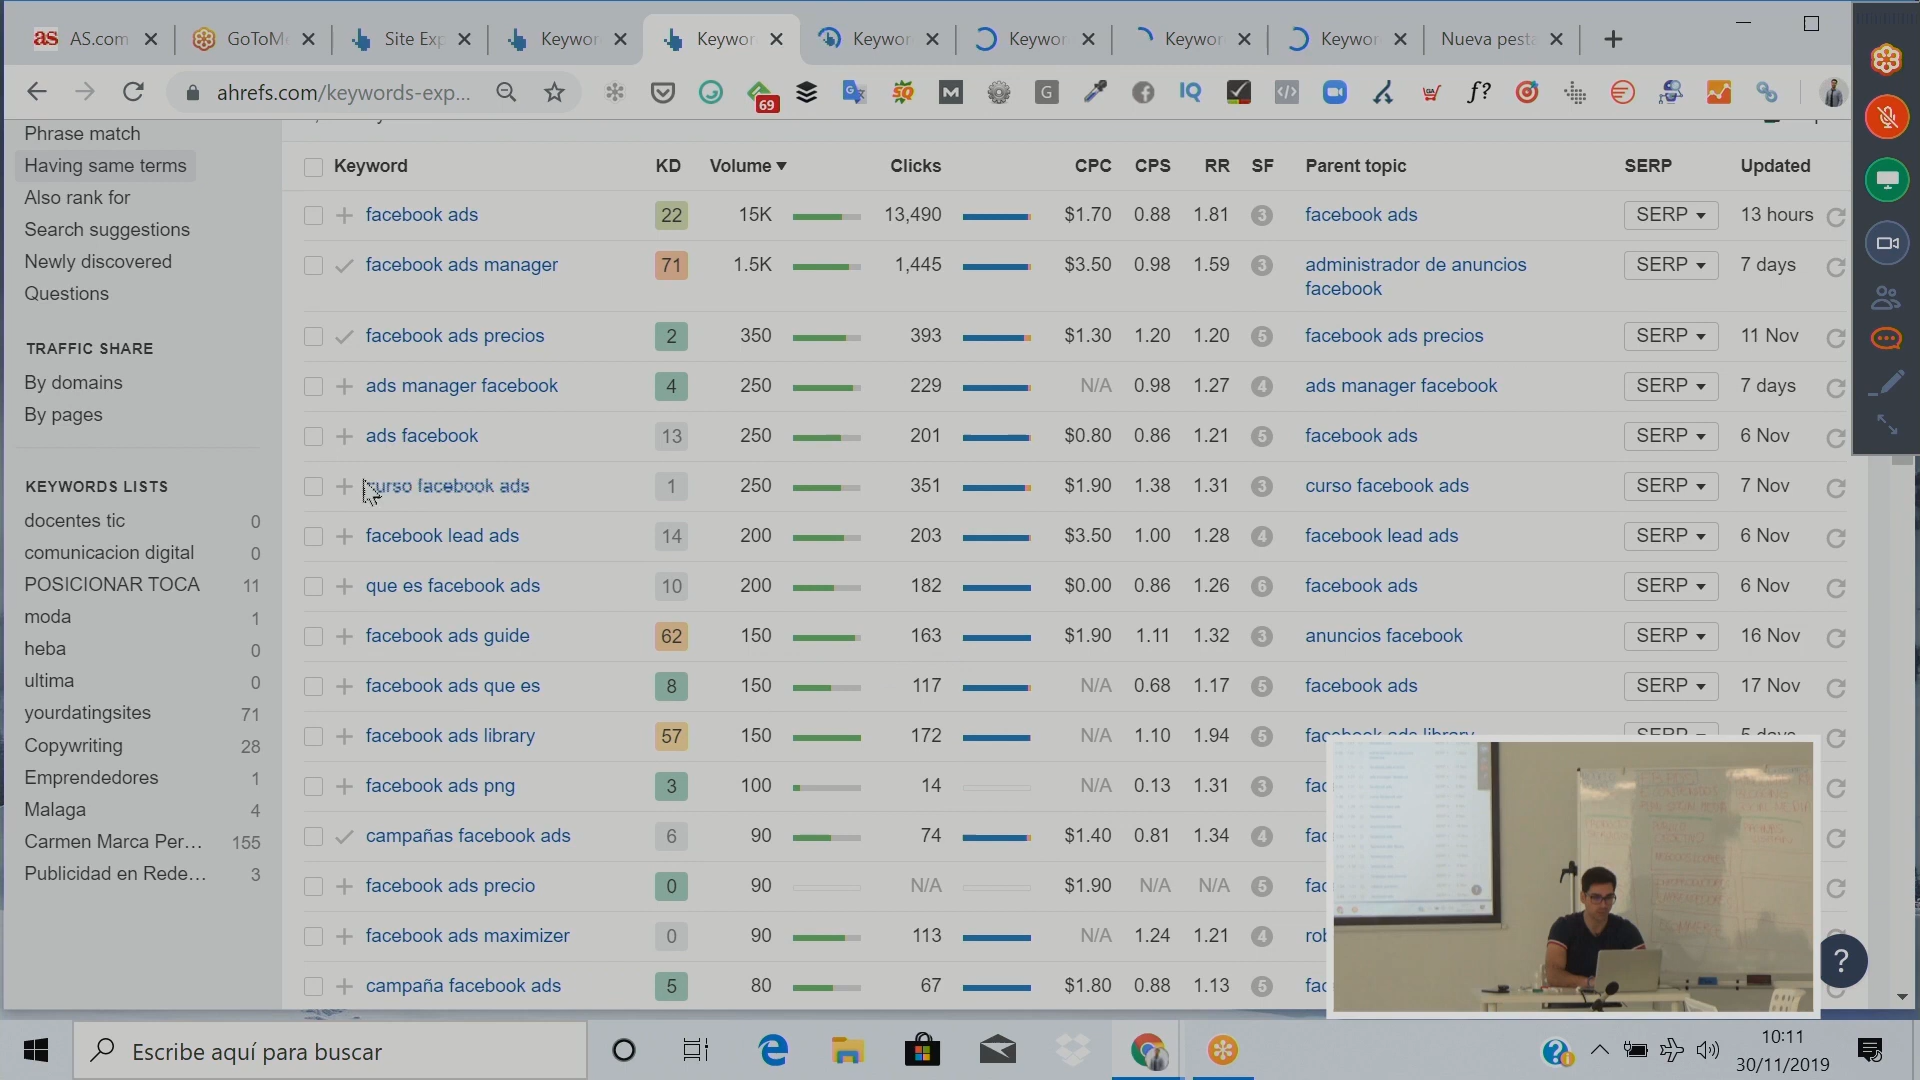 AS.com
GoToMe
Site Exp
Keywor
Keywor
Keywor
Keywor
Keywor
Keywor
Nueva pesta
ahrefs.com/keywords-exp...
69
Phrase match
Having same terms
Also rank for
Search suggestions
Newly discovered
Questions
TRAFFIC SHARE
By domains
By pages
KEYWORDS LISTS
docentes tic 0
comunicacion digital 0
POSICIONAR TOCA 11
moda 1
heba 0
ultima 0
yourdatingsites 71
Copywriting 28
Emprendedores 1
Malaga 4
Carmen Marca Per... 155
Publicidad en Rede... 3
Keyword KD Volume Clicks CPC CPS RR SF Parent topic SERP Updated
facebook ads 22 15K 13,490 $1.70 0.88 1.81 3 facebook ads SERP 13 hours
facebook ads manager 71 1.5K 1,445 $3.50 0.98 1.59 3 administrador de anuncios SERP 7 days
facebook
facebook ads precios 2 350 393 $1.30 1.20 1.20 5 facebook ads precios SERP 11 Nov
ads manager facebook 4 250 229 N/A 0.98 1.27 4 ads manager facebook SERP 7 days
ads facebook 13 250 201 $0.80 0.86 1.21 5 facebook ads SERP 6 Nov
curso facebook ads 1 250 351 $1.90 1.38 1.31 3 curso facebook ads SERP 7 Nov
facebook lead ads 14 200 203 $3.50 1.00 1.28 4 facebook lead ads SERP 6 Nov
que es facebook ads 10 200 182 $0.00 0.86 1.26 6 facebook ads SERP 6 Nov
facebook ads guide 62 150 163 $1.90 1.11 1.32 3 anuncios facebook SERP 16 Nov
facebook ads que es 8 150 117 N/A 0.68 1.17 5 facebook ads SERP 17 Nov
facebook ads library 57 150 172 N/A 1.10 1.94 5 facebook ads library SERP 5 days
facebook ads png 3 100 14 N/A 0.13 1.31 3 fac
campañas facebook ads 6 90 74 $1.40 0.81 1.34 4 fac
facebook ads precio 0 90 N/A $1.90 N/A N/A 5 fac
facebook ads maximizer 0 90 113 N/A 1.24 1.21 4 rob
campaña facebook ads 5 80 67 $1.80 0.88 1.13 5 fac
?
Escribe aquí para buscar
10:11
30/11/2019